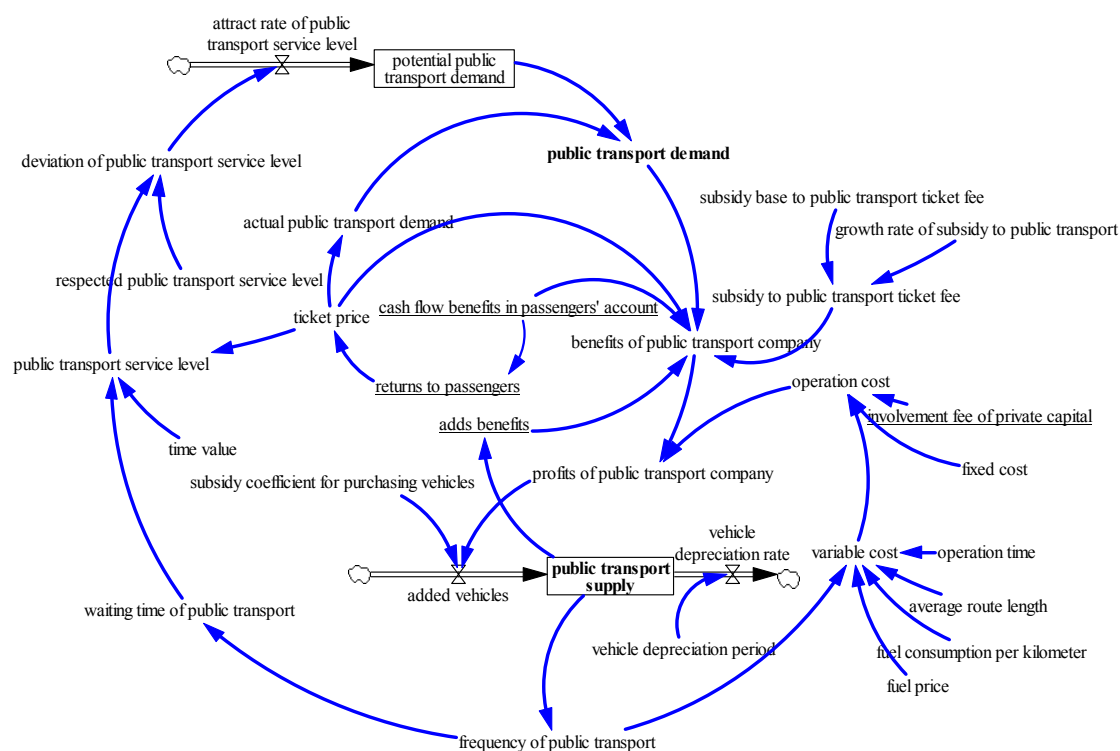 attract rate of public
transport service level
potential public
transport demand
public transport demand
deviation of public transport service level
subsidy base to public transport ticket fee
actual public transport demand
growth rate of subsidy to public transport
respected public transport service level
cash flow benefits in passengers' account
subsidy to public transport ticket fee
ticket price
benefits of public transport company
public transport service level
returns to passengers
operation cost
involvement fee of private capital
adds benefits
time value
fixed cost
subsidy coefficient for purchasing vehicles
profits of public transport company
vehicle
depreciation rate
variable cost
operation time
public transport
supply
added vehicles
waiting time of public transport
average route length
vehicle depreciation period
fuel consumption per kilometer
fuel price
frequency of public transport